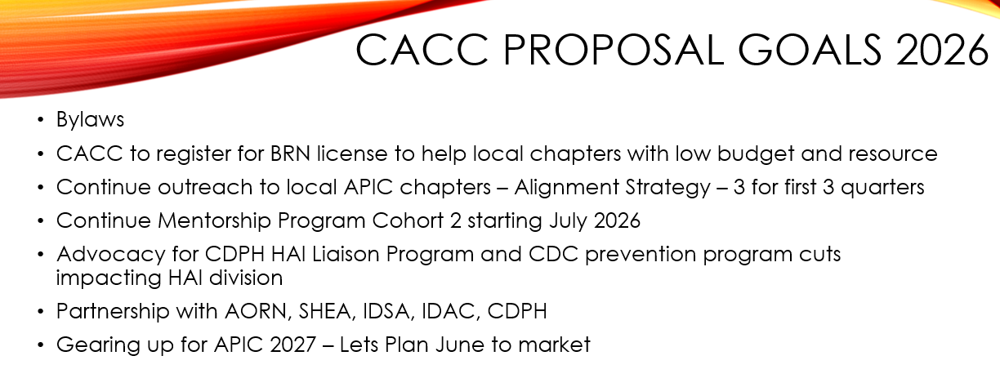 CACC PROPOSAL GOALS 2026
• Bylaws
• CACC to register for BRN license to help local chapters with low budget and resource
• Continue outreach to local APIC chapters – Alignment Strategy – 3 for first 3 quarters
• Continue Mentorship Program Cohort 2 starting July 2026
• Advocacy for CDPH HAI Liaison Program and CDC prevention program cuts
impacting HAI division
• Partnership with AORN, SHEA, IDSA, IDAC, CDPH
• Gearing up for APIC 2027 – Lets Plan June to market